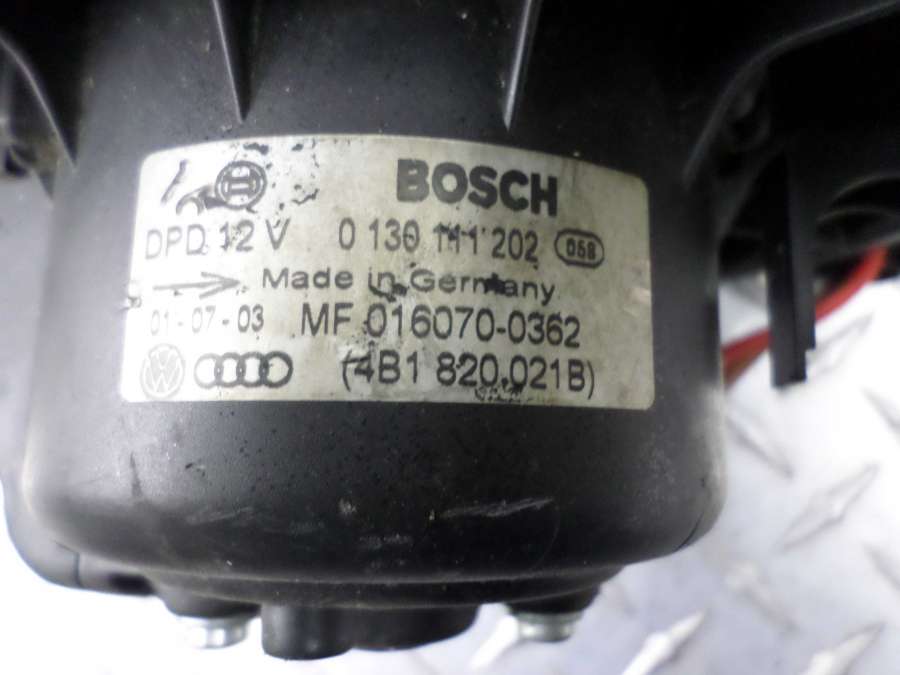 BOSCH
DPD 12 V 0 130 111 202 058
Made in Germany
01-07-03 MF 016070-0362
(4B1 820 021B)